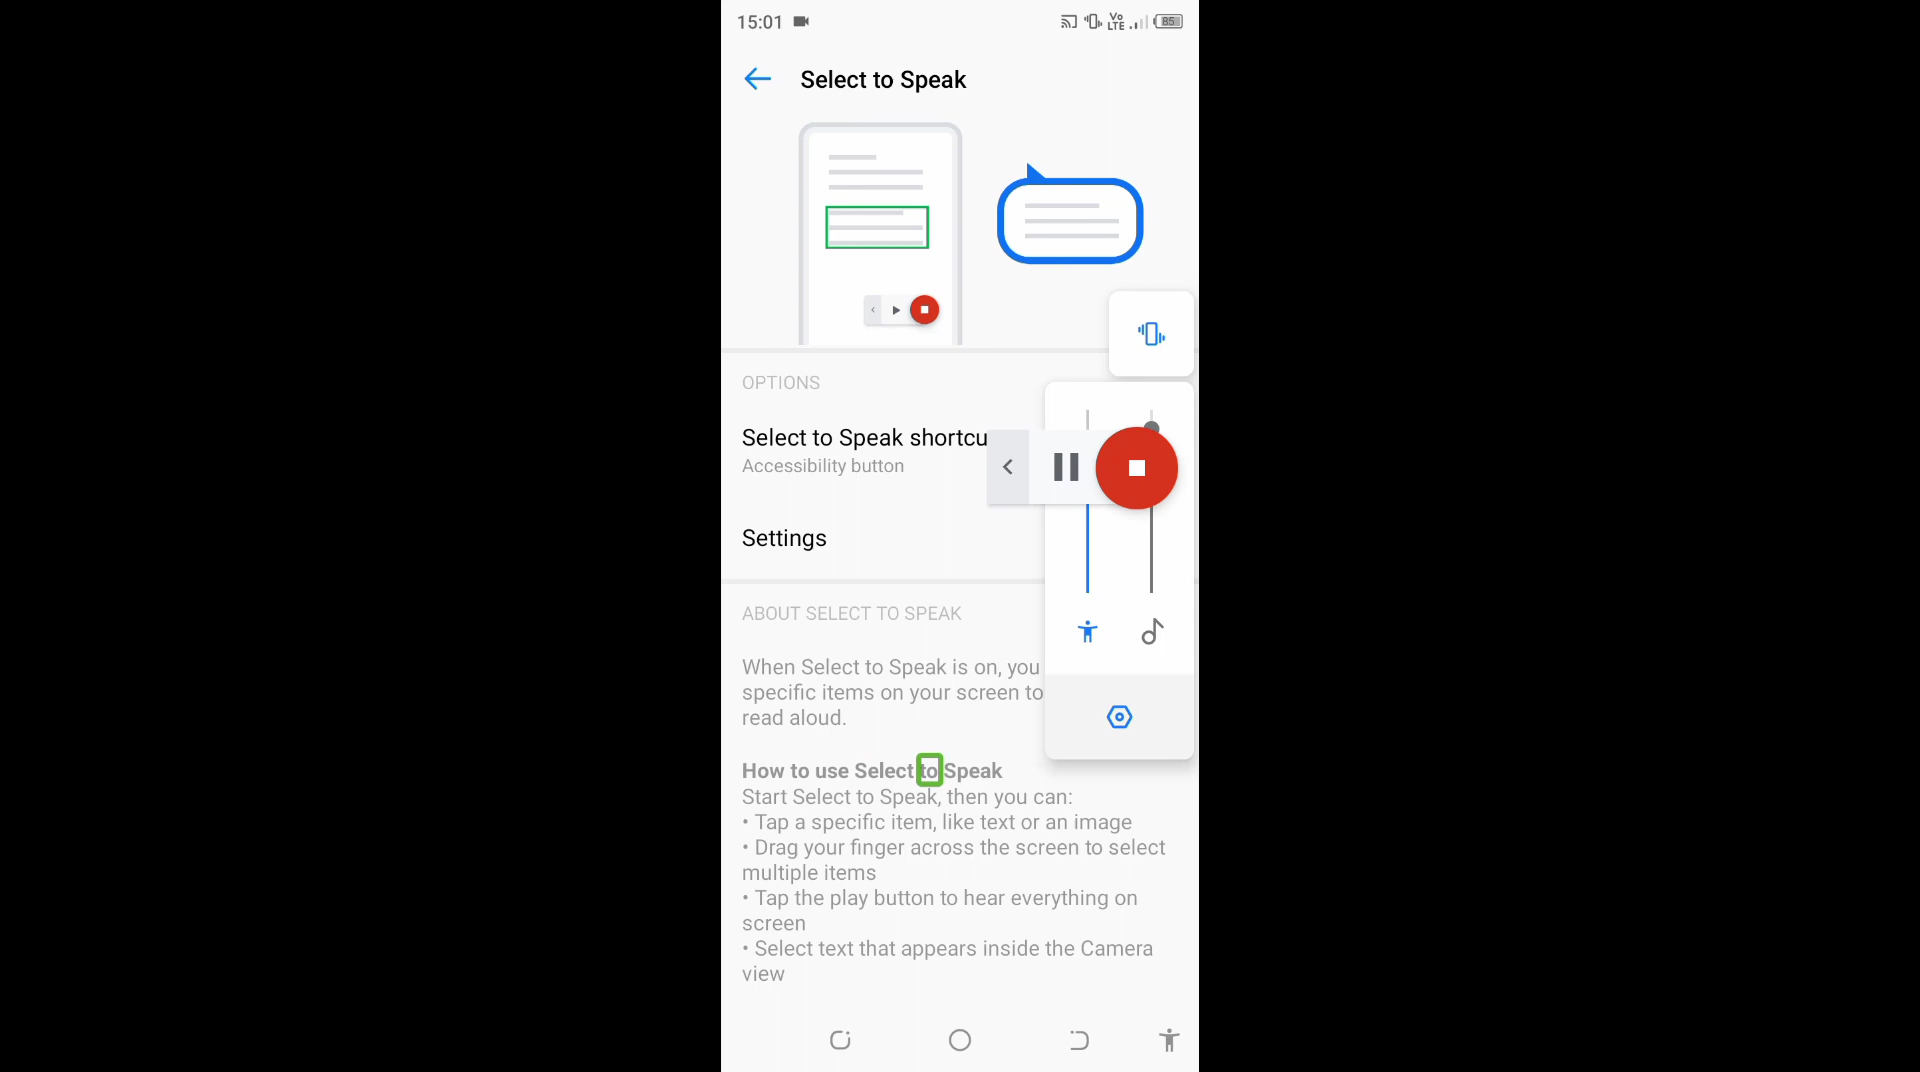 15:01
Vo
LTE
85
Select to Speak
OPTIONS
Select to Speak shortcu
Accessibility button
Settings
ABOUT SELECT TO SPEAK
When Select to Speak is on, you
specific items on your screen to
read aloud.
How to use Select to Speak
Start Select to Speak, then you can:
• Tap a specific item, like text or an image
• Drag your finger across the screen to select
multiple items
• Tap the play button to hear everything on
screen
• Select text that appears inside the Camera
view